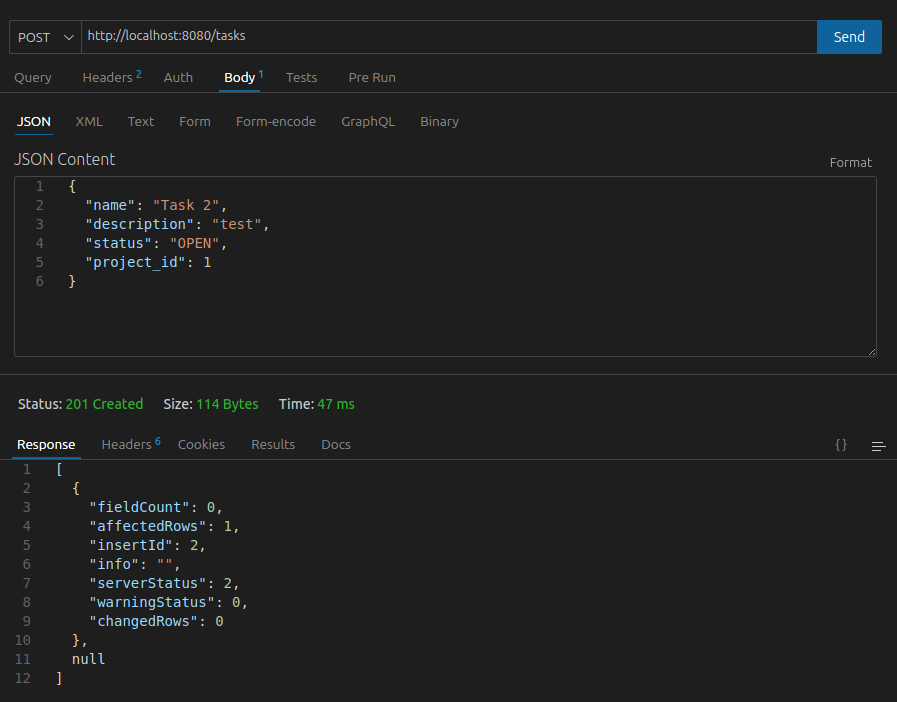 POST http://localhost:8080/tasks Send
Query Headers 2 Auth Body 1 Tests Pre Run
JSON XML Text Form Form-encode GraphQL Binary
JSON Content
Format
1 {
2 "name": "Task 2",
3 "description": "test",
4 "status": "OPEN",
5 "project_id": 1
6 }
Status: 201 Created Size: 114 Bytes Time: 47 ms
Response Headers 6 Cookies Results Docs {}
1 [
2 {
3 "fieldCount": 0,
4 "affectedRows": 1,
5 "insertId": 2,
6 "info": "",
7 "serverStatus": 2,
8 "warningStatus": 0,
9 "changedRows": 0
10 },
11 null
12 ]